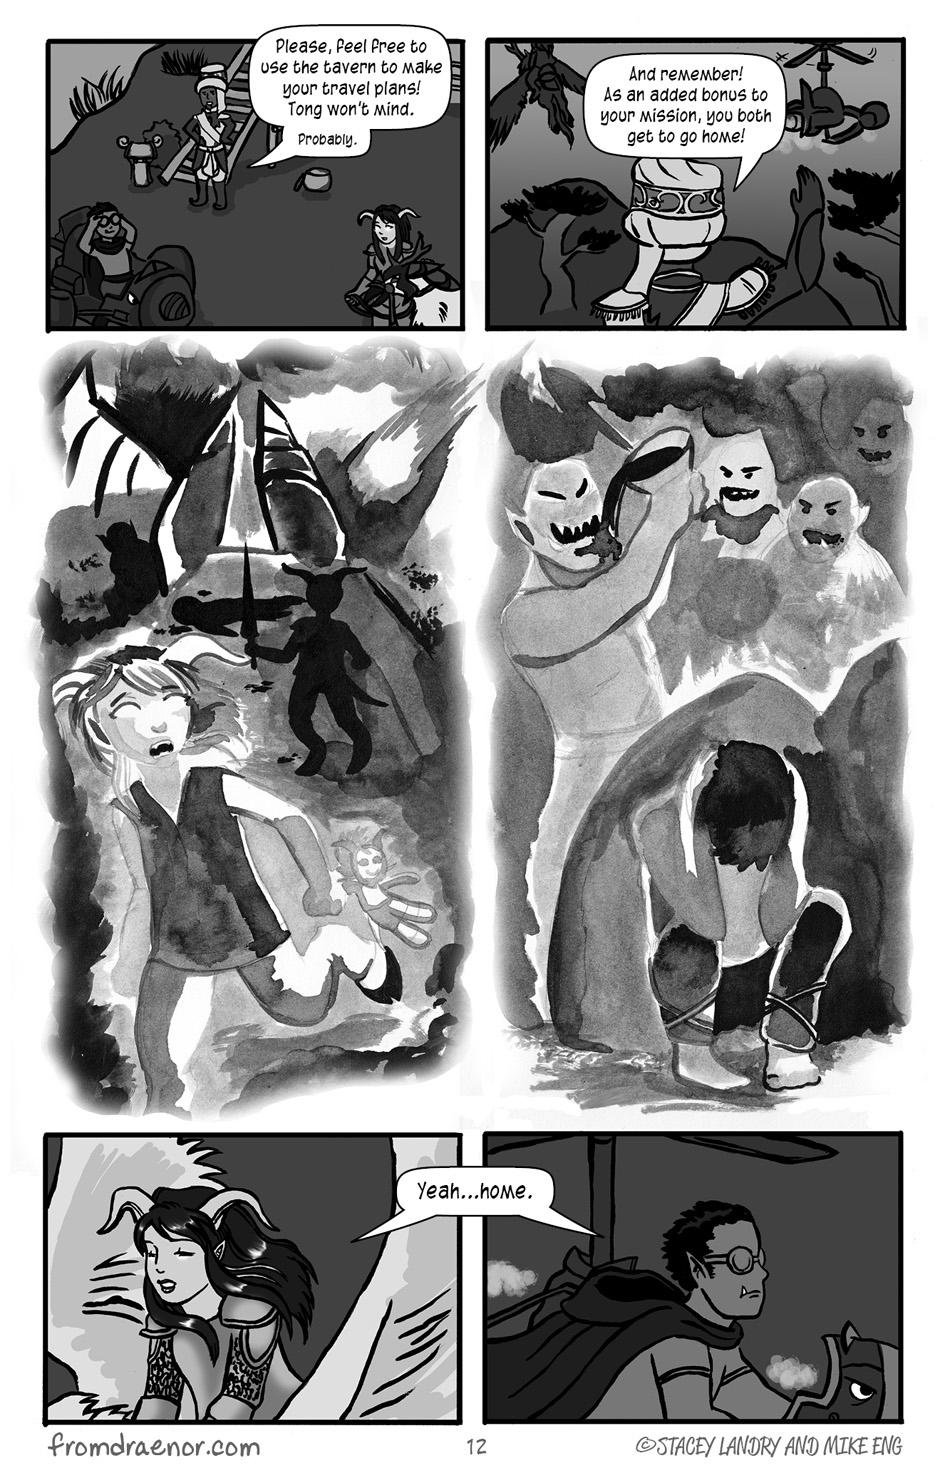 Please, feel free to
use the tavern to make
your travel plans!
Tong won't mind.
Probably.
And remember!
As an added bonus to
your mission, you both
get to go home!
Yeah...home.
fromdraenor.com
12
©STACEY LANDRY AND MIKE ENG